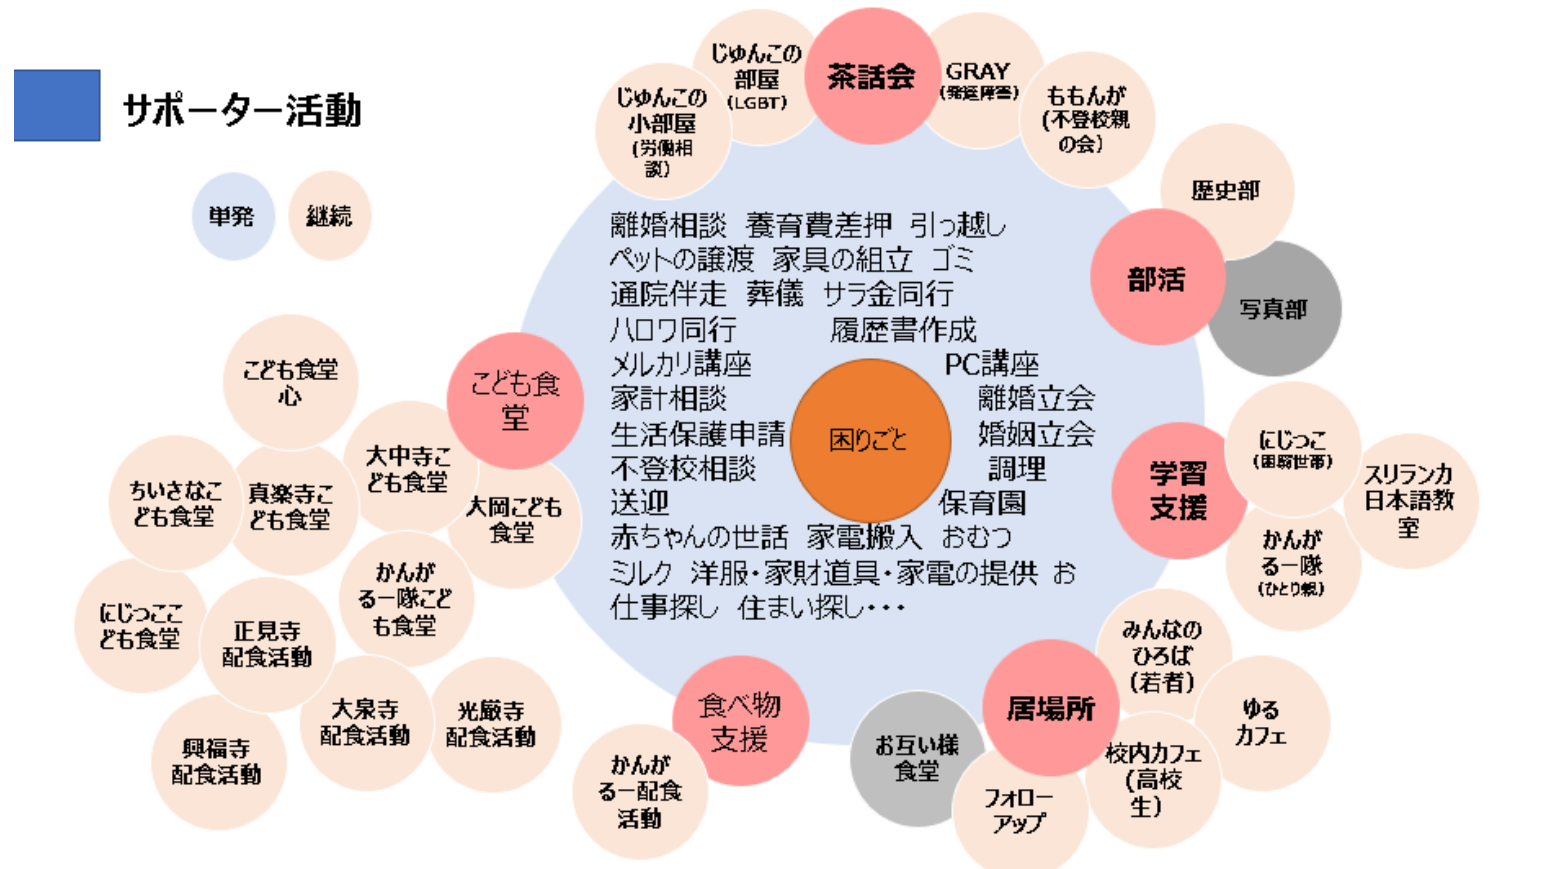 サポーター活動
単発
継続
じゅんこの
小部屋
(労働相
談)
じゅんこの
部屋
(LGBT)
茶話会
GRAY
(発達障害)
ももんが
(不登校親
の会)
歴史部
部活
写真部
離婚相談 養育費差押 引っ越し
ペットの譲渡 家具の組立 ゴミ
通院伴走 葬儀 サラ金同行
ハロワ同行 履歴書作成
メルカリ講座 PC講座
家計相談 離婚立会
生活保護申請 婚姻立会
不登校相談 調理
送迎 保育園
赤ちゃんの世話 家電搬入 おむつ
ミルク 洋服・家財道具・家電の提供 お
仕事探し 住まい探し・・・
困りごと
こども食
堂
こども食堂
心
大中寺こ
ども食堂
ちいさなこ
ども食堂
真楽寺こ
ども食堂
大岡こども
食堂
かんが
るー隊こど
も食堂
にじっここ
ども食堂
正見寺
配食活動
大泉寺
配食活動
光厳寺
配食活動
興福寺
配食活動
食べ物
支援
かんが
るー配食
活動
学習
支援
にじっこ
(困窮世帯)
スリランカ
日本語教
室
かんが
るー隊
(ひとり親)
居場所
みんなの
ひろば
(若者)
ゆる
カフェ
校内カフェ
(高校
生)
フォロー
アップ
お互い様
食堂